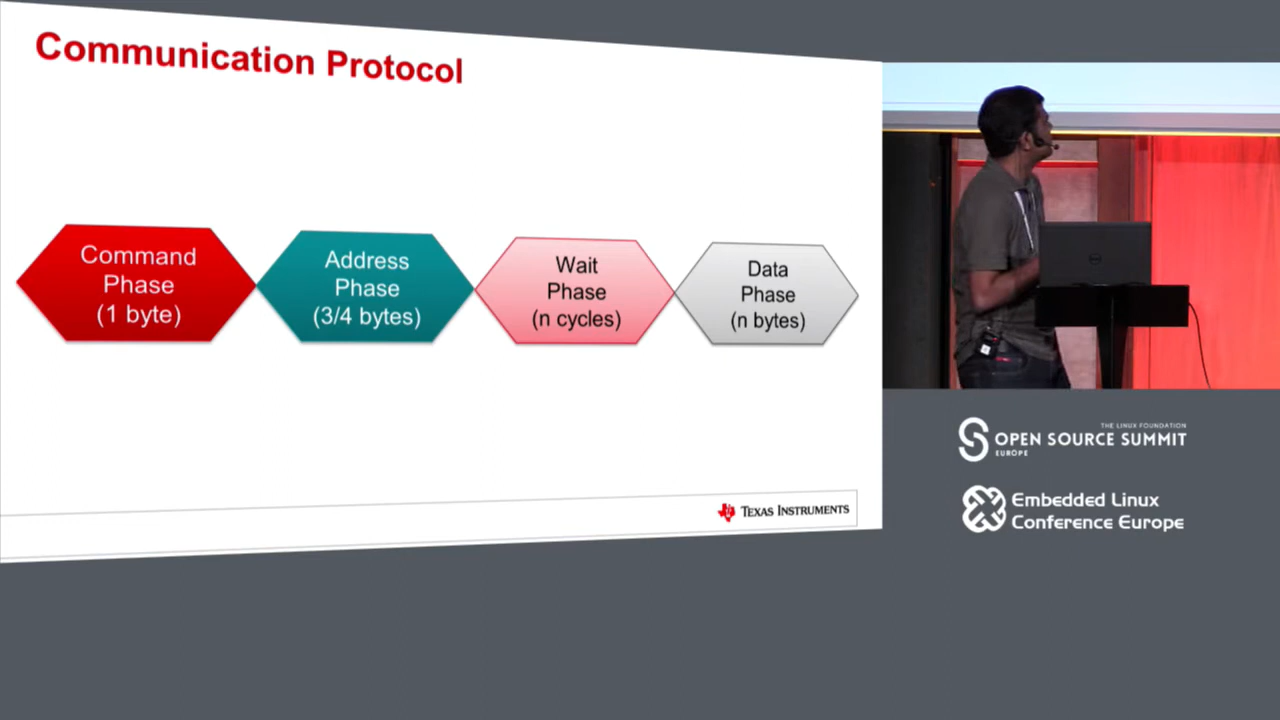 Communication Protocol
Command
Phase
(1 byte)
Address
Phase
(3/4 bytes)
Wait
Phase
(n cycles)
Data
Phase
(n bytes)
TEXAS INSTRUMENTS
THE LINUX FOUNDATION
OPEN SOURCE SUMMIT
EUROPE
Embedded Linux
Conference Europe